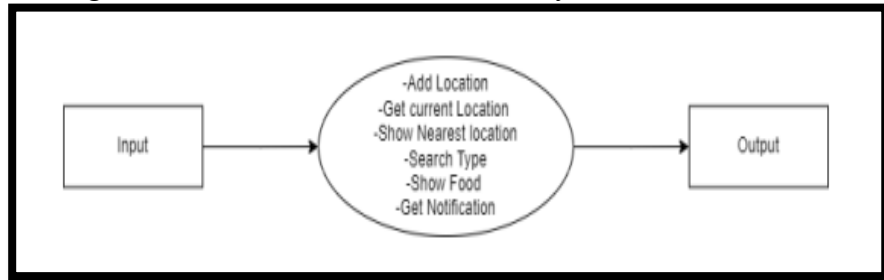 Input
-Add Location
-Get current Location
-Show Nearest location
-Search Type
-Show Food
-Get Notification
Output